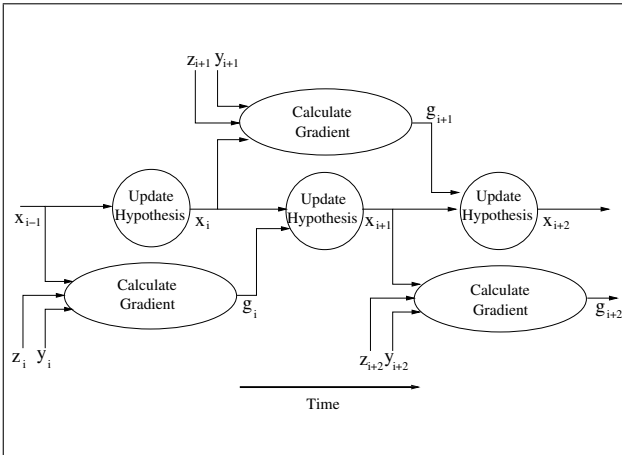 z_{i+1} y_{i+1}
Calculate
Gradient
g_{i+1}
Update
Hypothesis
Update
Hypothesis
Update
Hypothesis
x_{i-1}
x_i
x_{i+1}
x_{i+2}
Calculate
Gradient
g_i
Calculate
Gradient
g_{i+2}
z_i y_i
z_{i+2} y_{i+2}
Time